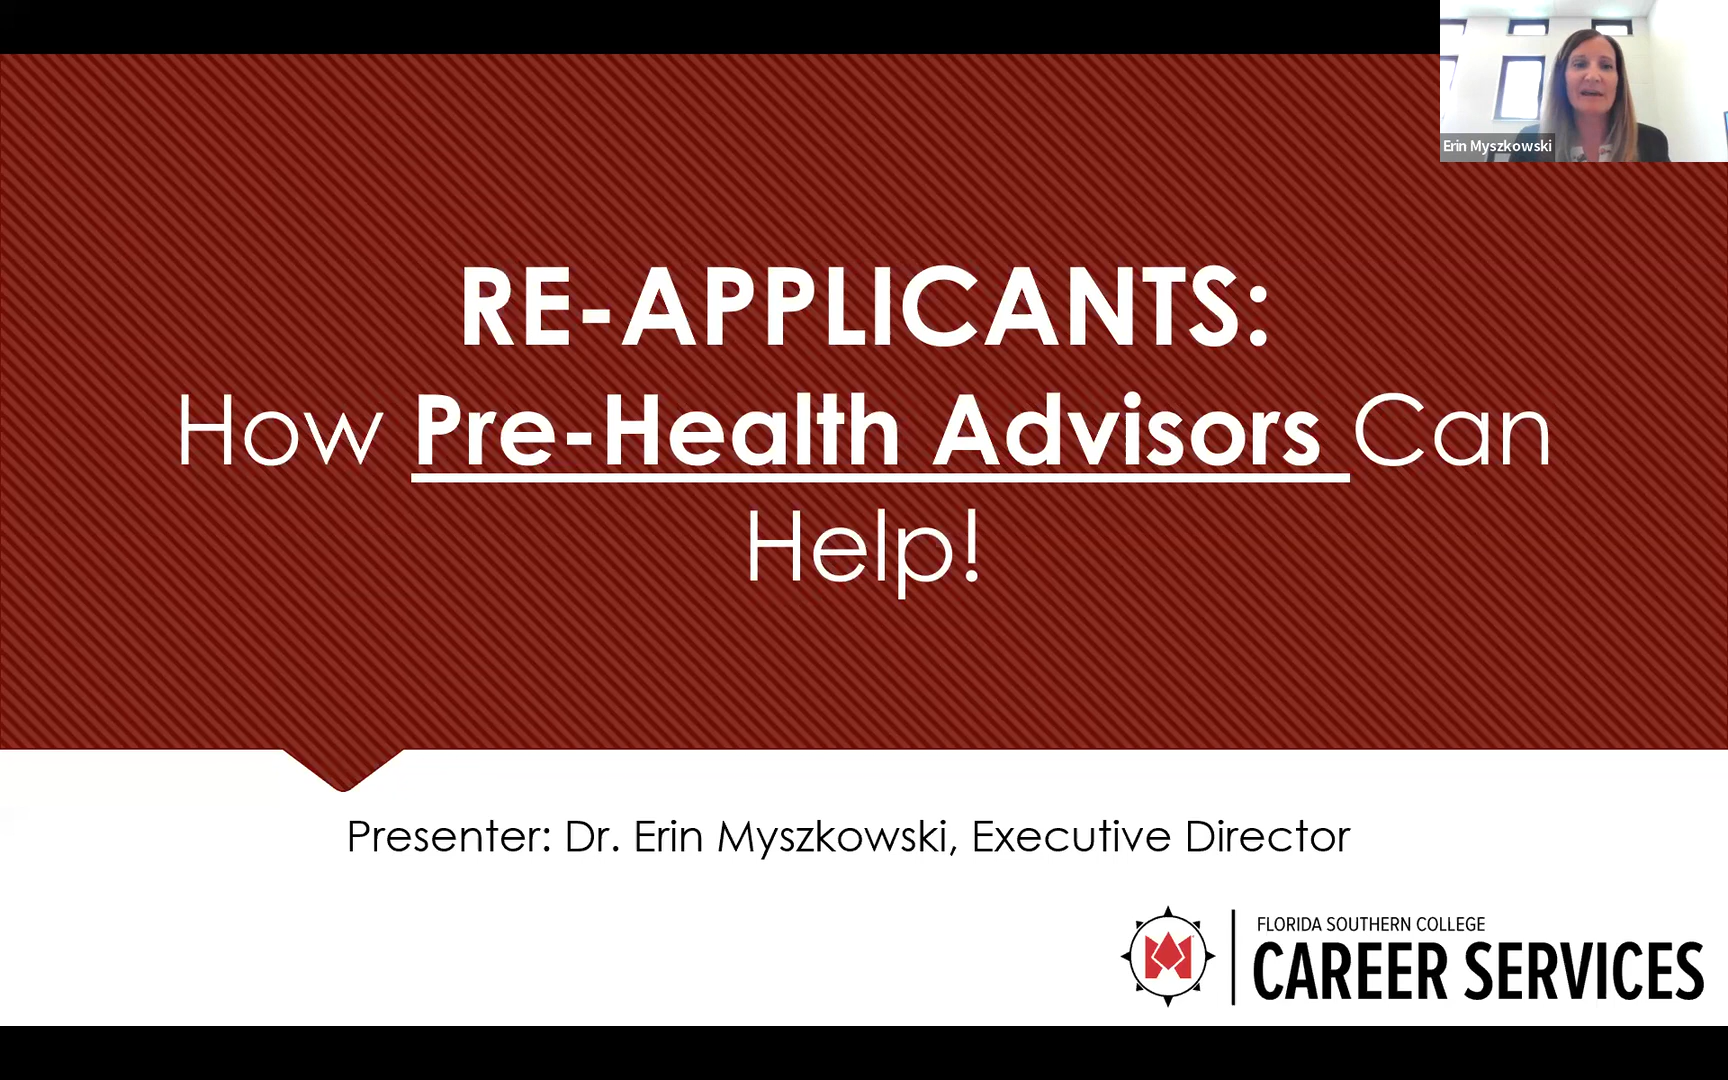 Erin Myszkowski
RE-APPLICANTS:
How Pre-Health Advisors Can
Help!
Presenter: Dr. Erin Myszkowski, Executive Director
FLORIDA SOUTHERN COLLEGE
CAREER SERVICES